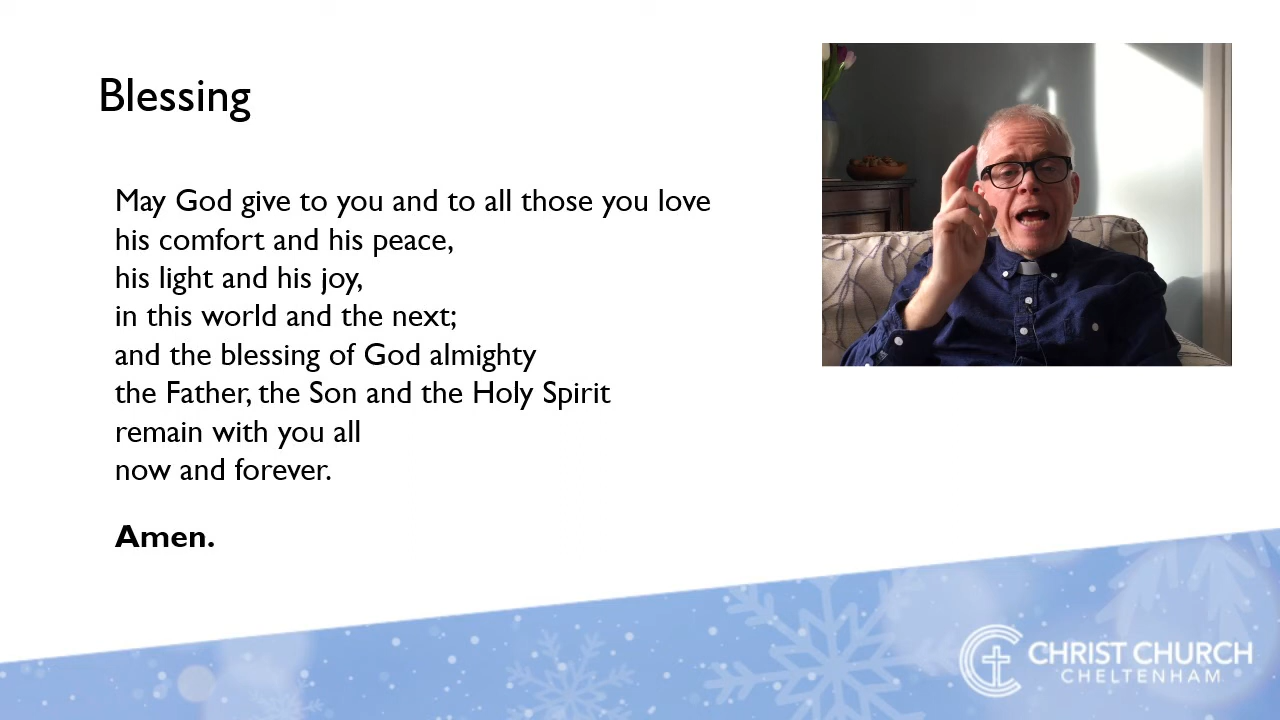 Blessing
May God give to you and to all those you love
his comfort and his peace,
his light and his joy,
in this world and the next;
and the blessing of God almighty
the Father, the Son and the Holy Spirit
remain with you all
now and forever.
Amen.
CHRIST CHURCH
CHELTENHAM